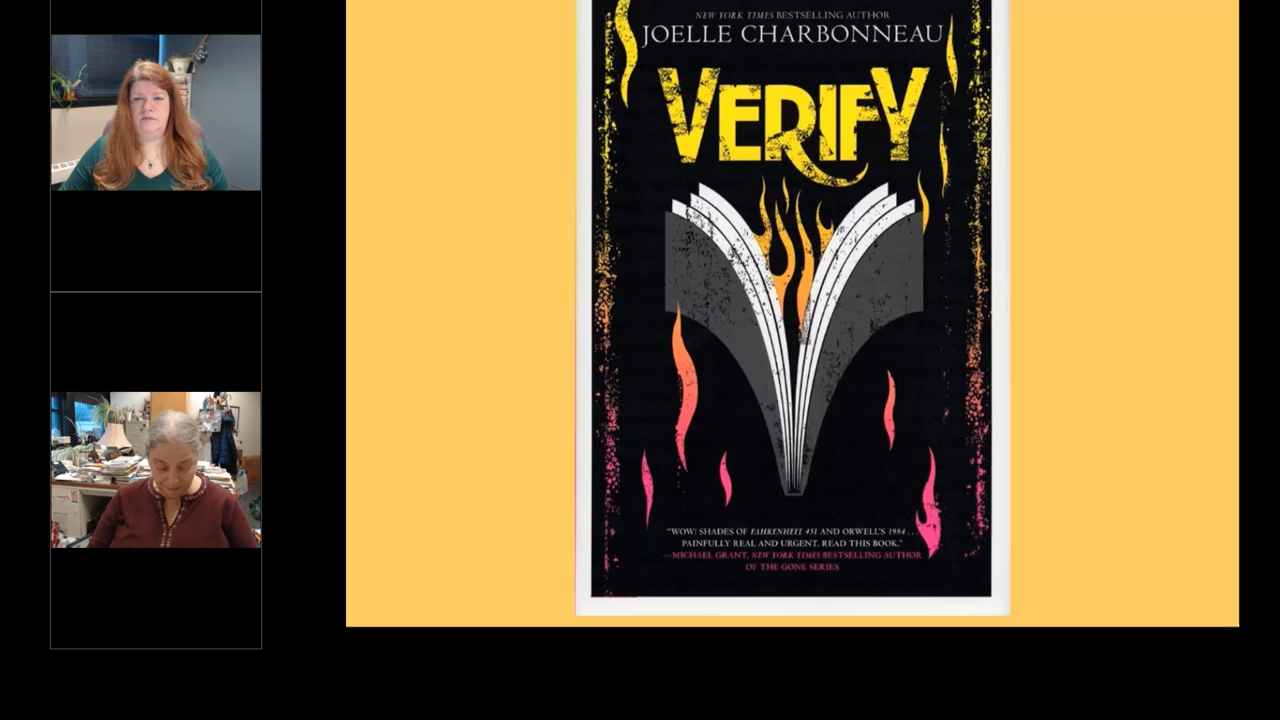 NEW YORK TIMES BESTSELLING AUTHOR
JOELLE CHARBONNEAU
VERIFY
"WOW! SHADES OF FAHRENHEIT 451 AND ORWELL'S 1984 . . .
PAINFULLY REAL AND URGENT. READ THIS BOOK."
—MICHAEL GRANT, NEW YORK TIMES BESTSELLING AUTHOR
OF THE GONE SERIES